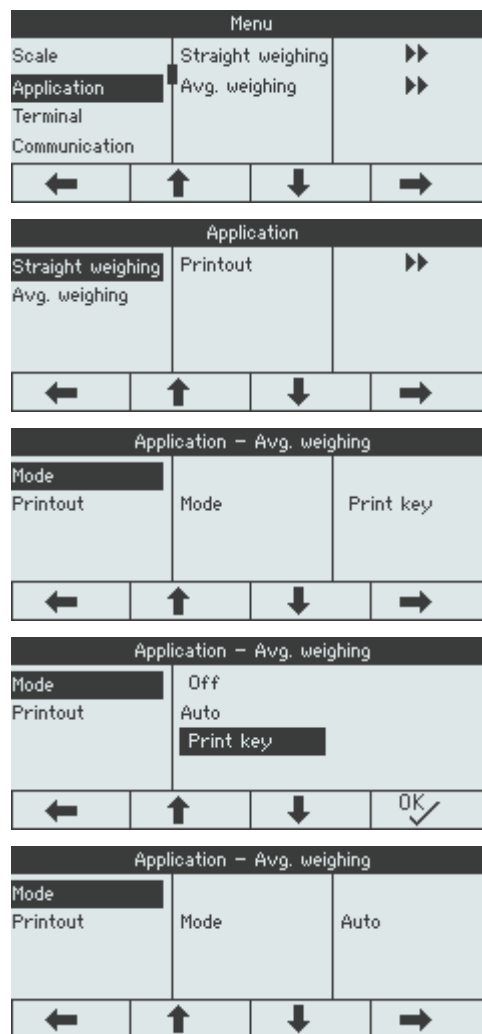 Menu
Scale Straight weighing
Application Avg. weighing
Terminal
Communication
Application
Straight weighing Printout
Avg. weighing
Application – Avg. weighing
Mode
Printout Mode Print key
Application – Avg. weighing
Mode Off
Printout Auto
Print key
OK
Application – Avg. weighing
Mode
Printout Mode Auto